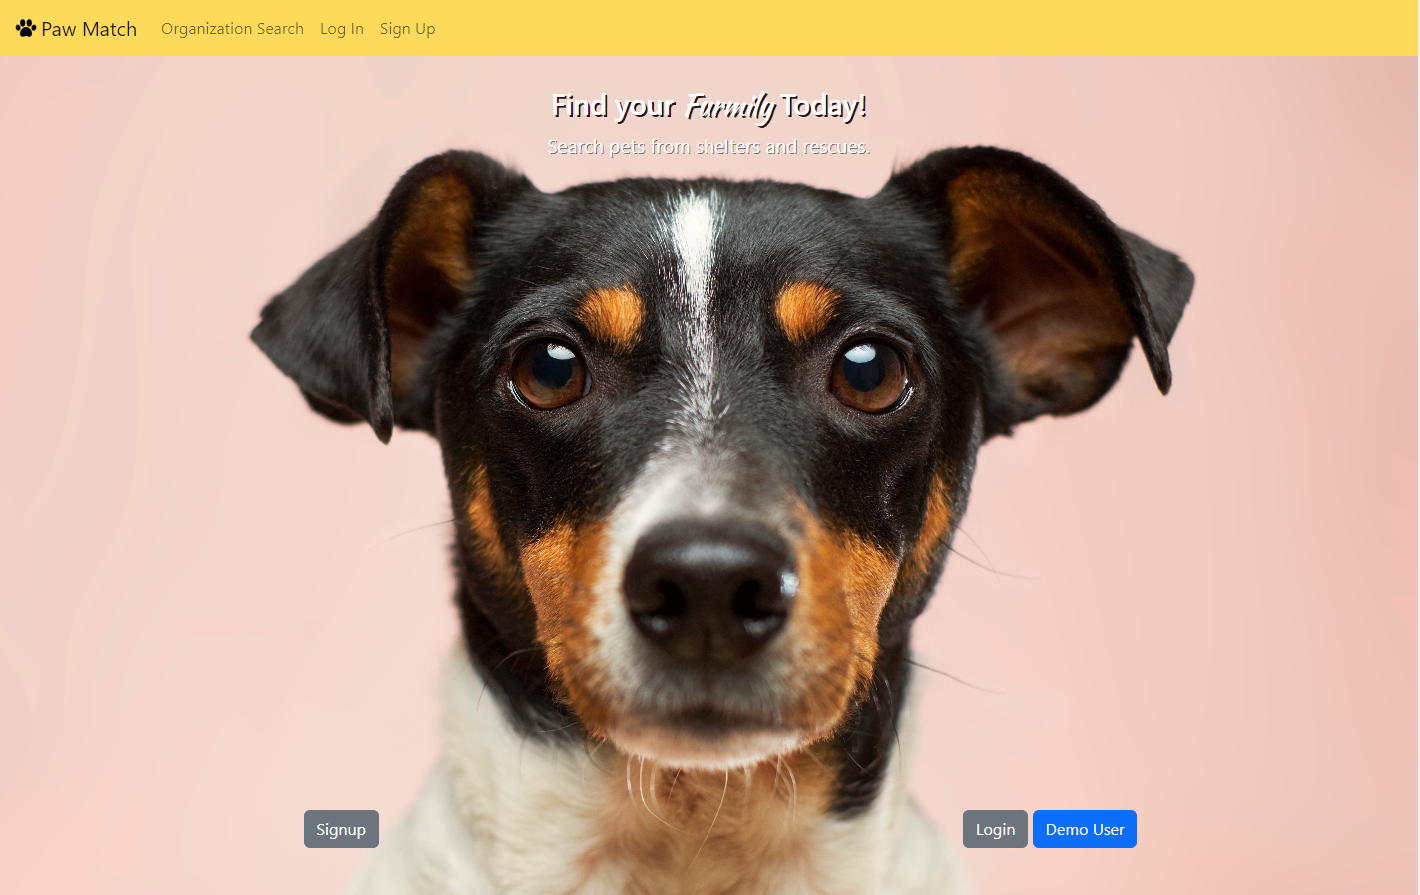 Paw Match Organization Search Log In Sign Up
Find your Furmily Today!
Search pets from shelters and rescues.
Signup Login Demo User